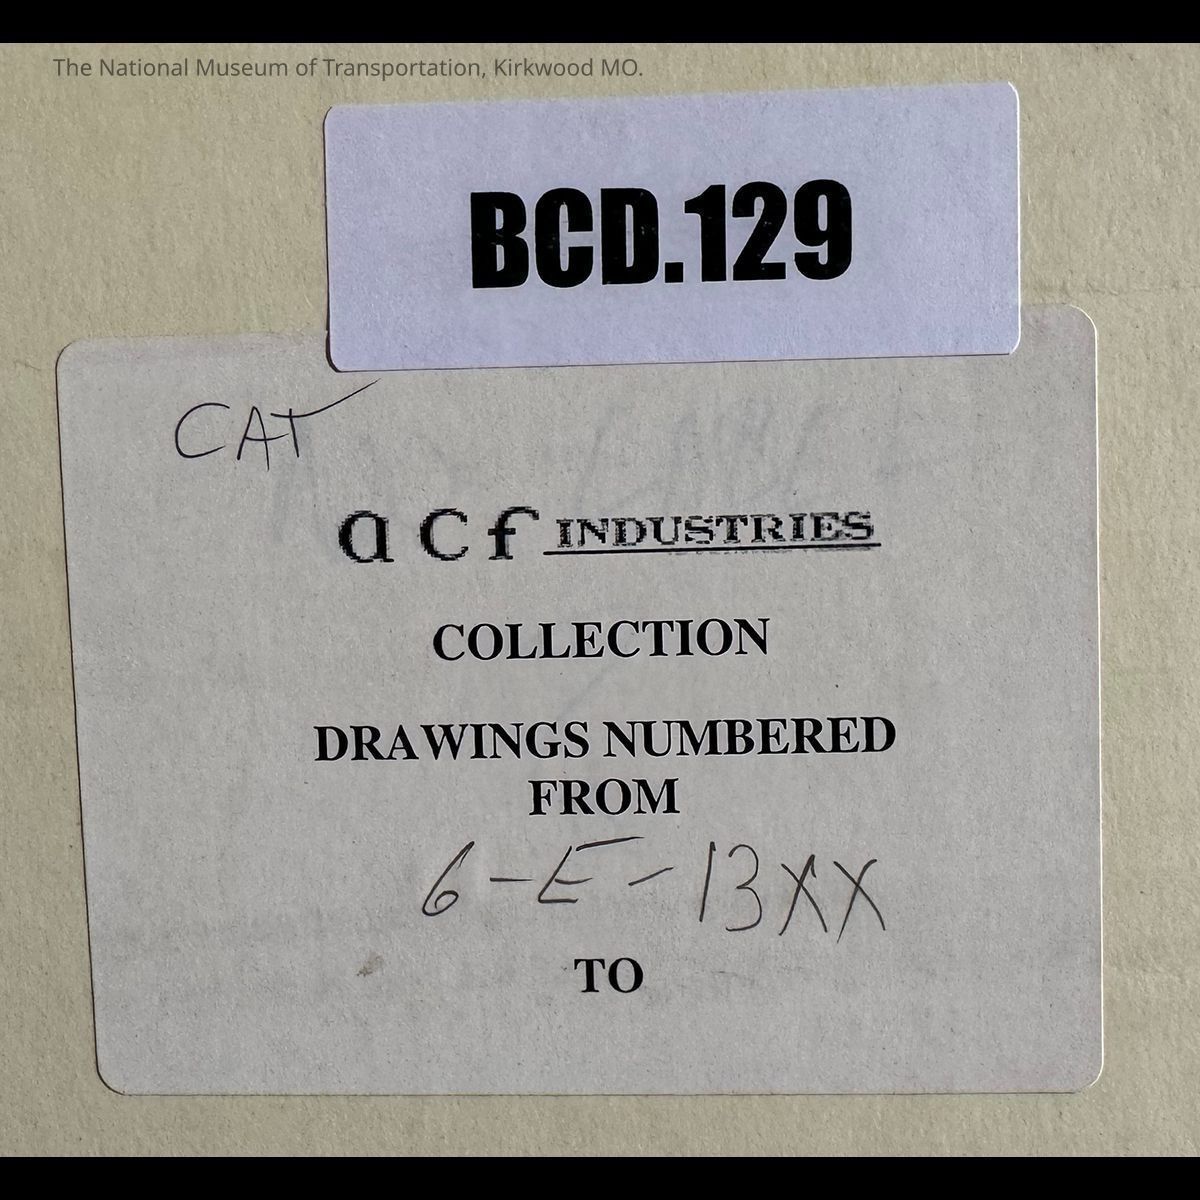 The National Museum of Transportation, Kirkwood MO.
BCD.129
CAT
acf INDUSTRIES
COLLECTION
DRAWINGS NUMBERED
FROM
6-E-13XX
TO